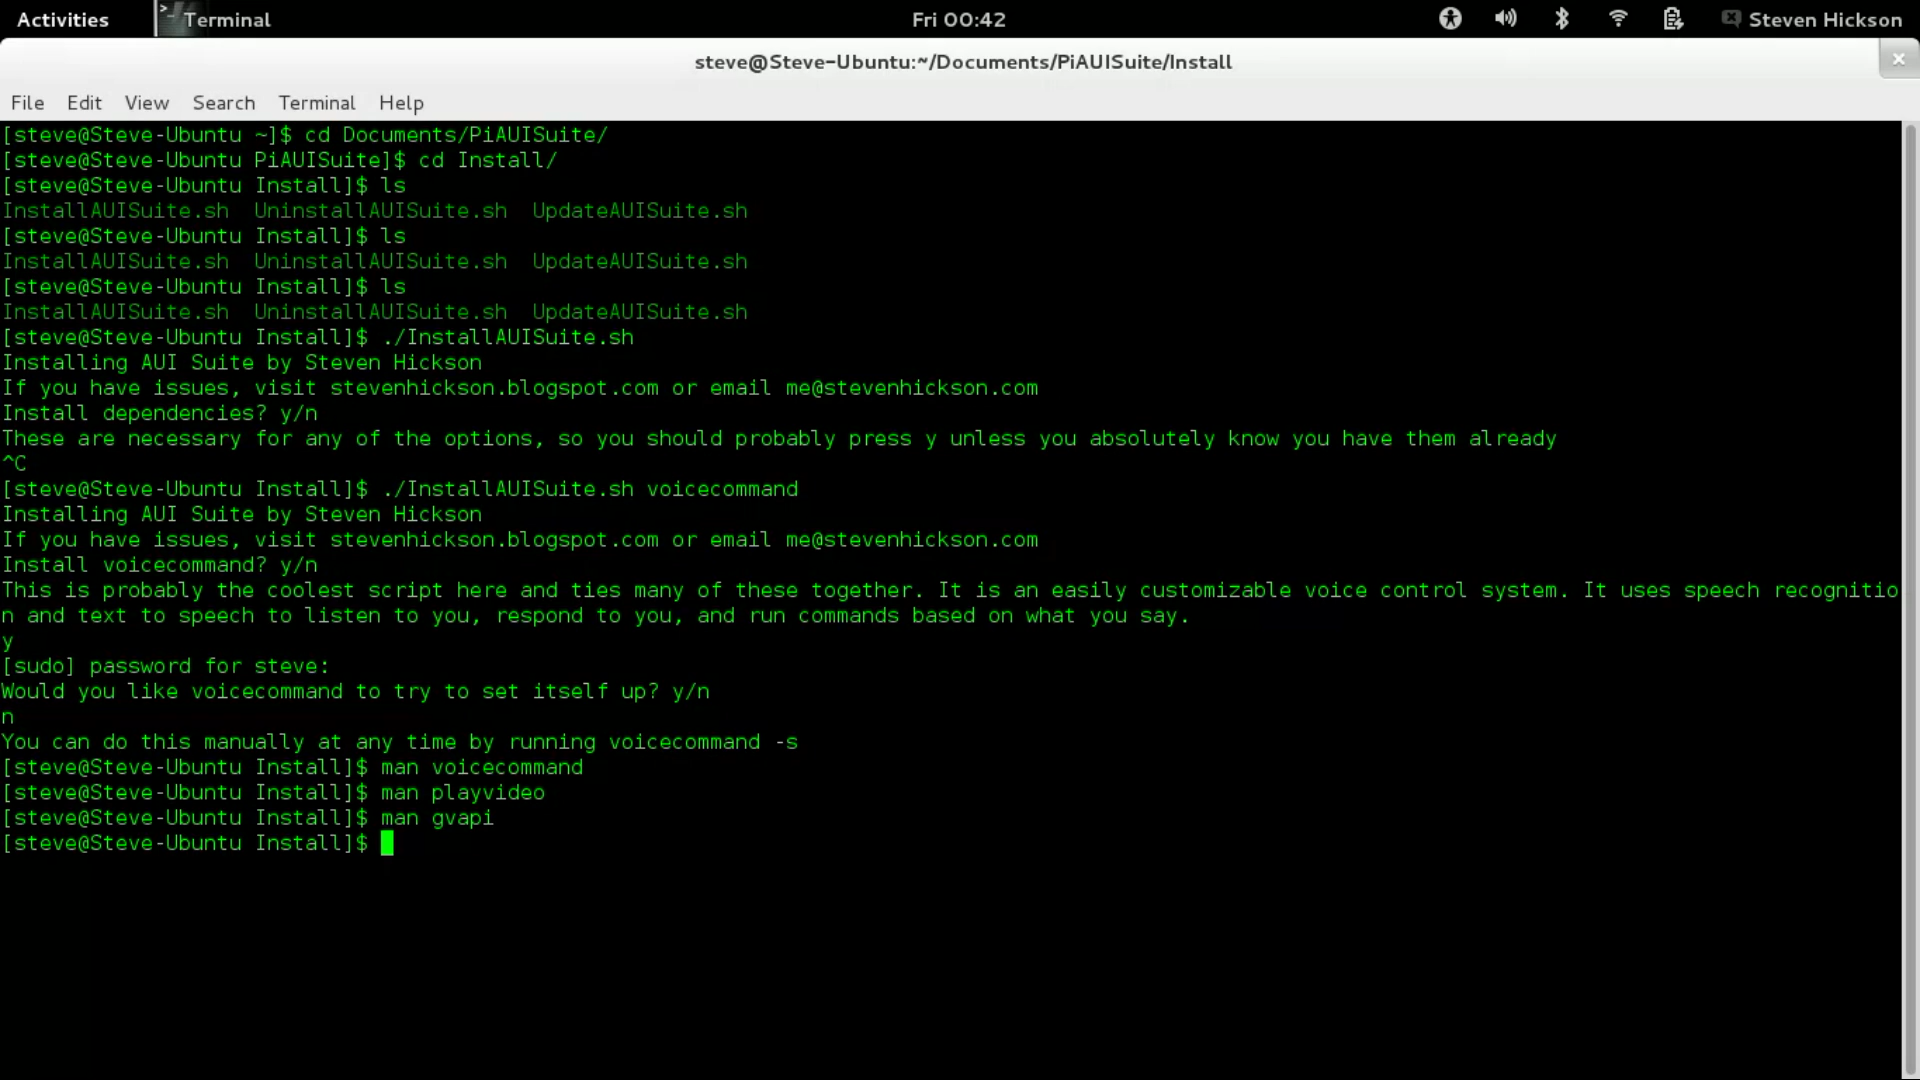 Activities Terminal Fri 00:42 Steven Hickson
steve@Steve-Ubuntu:~/Documents/PiAUISuite/Install
File Edit View Search Terminal Help
[steve@Steve-Ubuntu ~]$ cd Documents/PiAUISuite/
[steve@Steve-Ubuntu PiAUISuite]$ cd Install/
[steve@Steve-Ubuntu Install]$ ls
InstallAUISuite.sh  UninstallAUISuite.sh  UpdateAUISuite.sh
[steve@Steve-Ubuntu Install]$ ls
InstallAUISuite.sh  UninstallAUISuite.sh  UpdateAUISuite.sh
[steve@Steve-Ubuntu Install]$ ls
InstallAUISuite.sh  UninstallAUISuite.sh  UpdateAUISuite.sh
[steve@Steve-Ubuntu Install]$ ./InstallAUISuite.sh
Installing AUI Suite by Steven Hickson
If you have issues, visit stevenhickson.blogspot.com or email me@stevenhickson.com
Install dependencies? y/n
These are necessary for any of the options, so you should probably press y unless you absolutely know you have them already
^C
[steve@Steve-Ubuntu Install]$ ./InstallAUISuite.sh voicecommand
Installing AUI Suite by Steven Hickson
If you have issues, visit stevenhickson.blogspot.com or email me@stevenhickson.com
Install voicecommand? y/n
This is probably the coolest script here and ties many of these together. It is an easily customizable voice control system. It uses speech recognitio
n and text to speech to listen to you, respond to you, and run commands based on what you say.
y
[sudo] password for steve:
Would you like voicecommand to try to set itself up? y/n
n
You can do this manually at any time by running voicecommand -s
[steve@Steve-Ubuntu Install]$ man voicecommand
[steve@Steve-Ubuntu Install]$ man playvideo
[steve@Steve-Ubuntu Install]$ man gvapi
[steve@Steve-Ubuntu Install]$